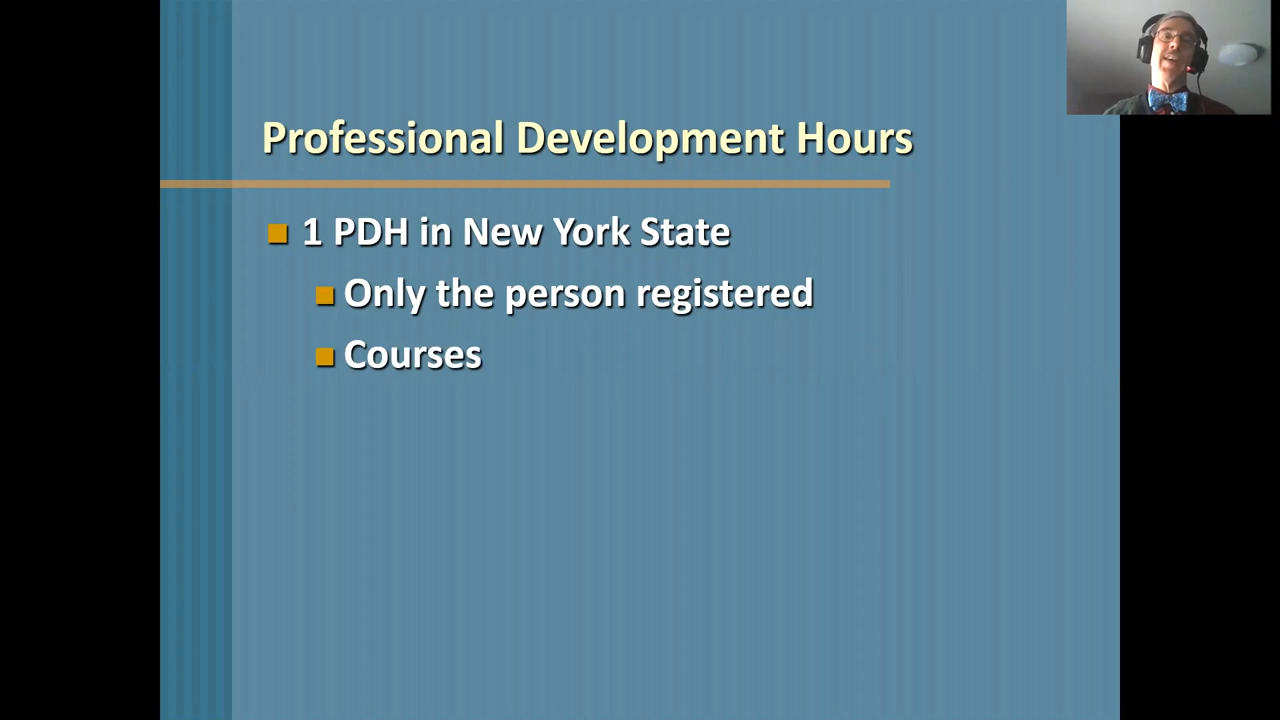 Professional Development Hours
1 PDH in New York State
Only the person registered
Courses